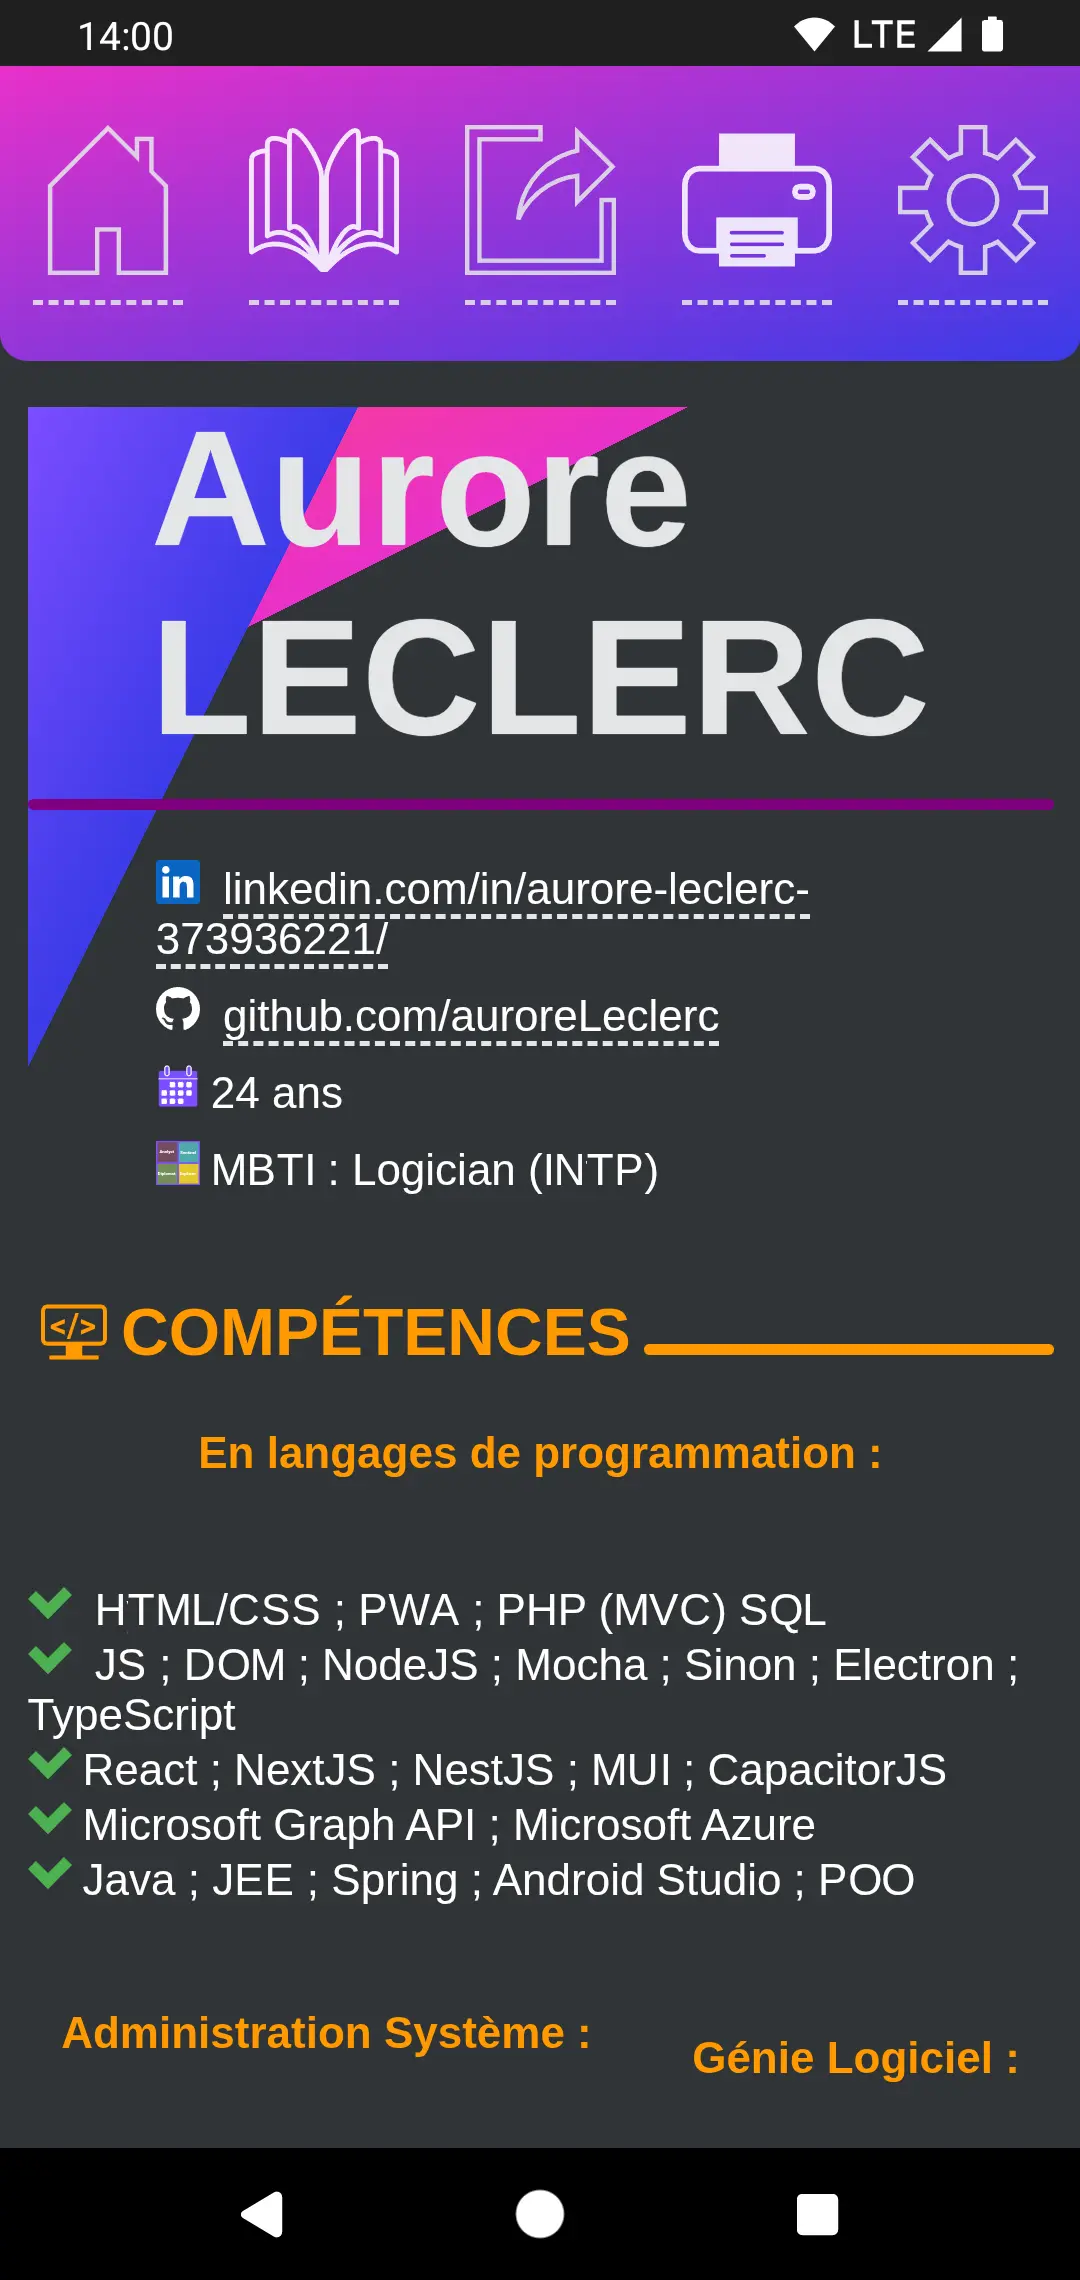 14:00 LTE
Aurore
LECLERC
linkedin.com/in/aurore-leclerc-
373936221/
github.com/auroreLeclerc
24 ans
MBTI : Logician (INTP)
</> COMPÉTENCES
En langages de programmation :
HTML/CSS ; PWA ; PHP (MVC) SQL
JS ; DOM ; NodeJS ; Mocha ; Sinon ; Electron ;
TypeScript
React ; NextJS ; NestJS ; MUI ; CapacitorJS
Microsoft Graph API ; Microsoft Azure
Java ; JEE ; Spring ; Android Studio ; POO
Administration Système :
Génie Logiciel :